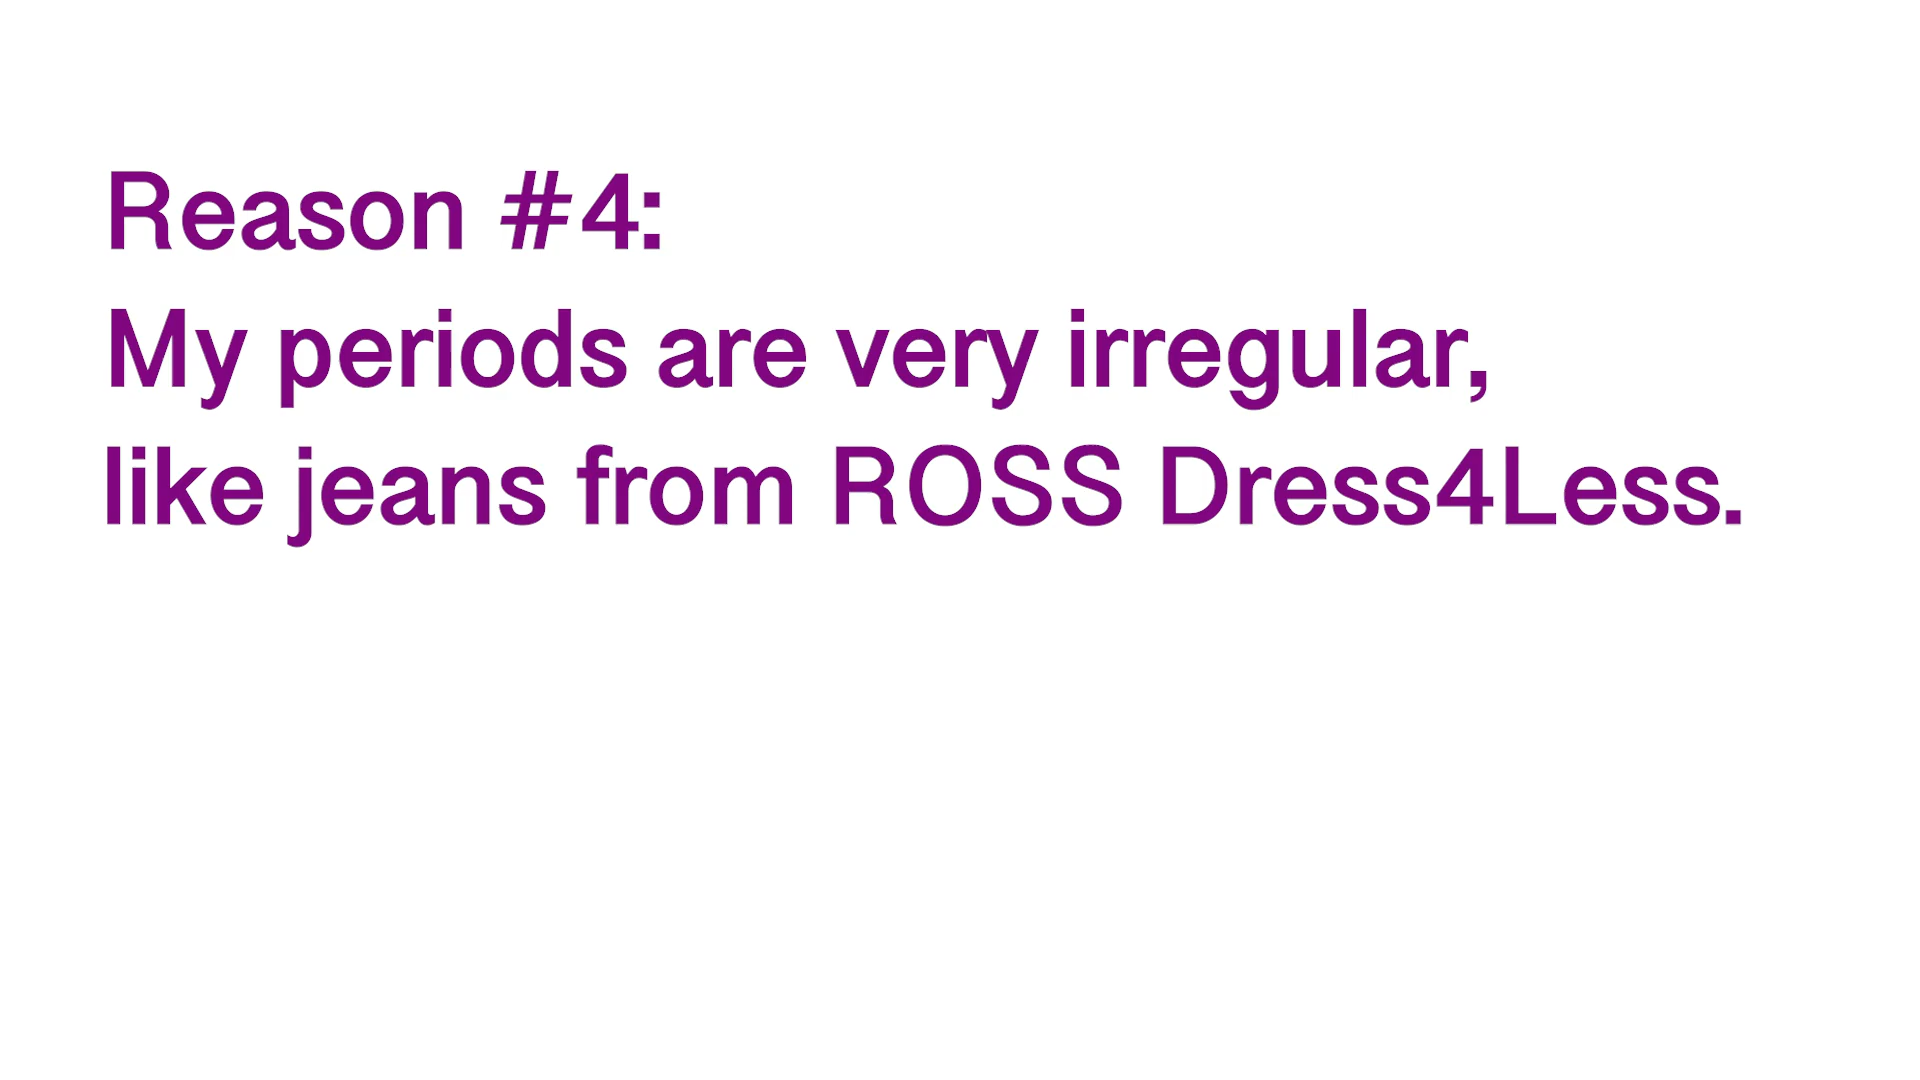 Reason #4:
My periods are very irregular,
like jeans from ROSS Dress4Less.